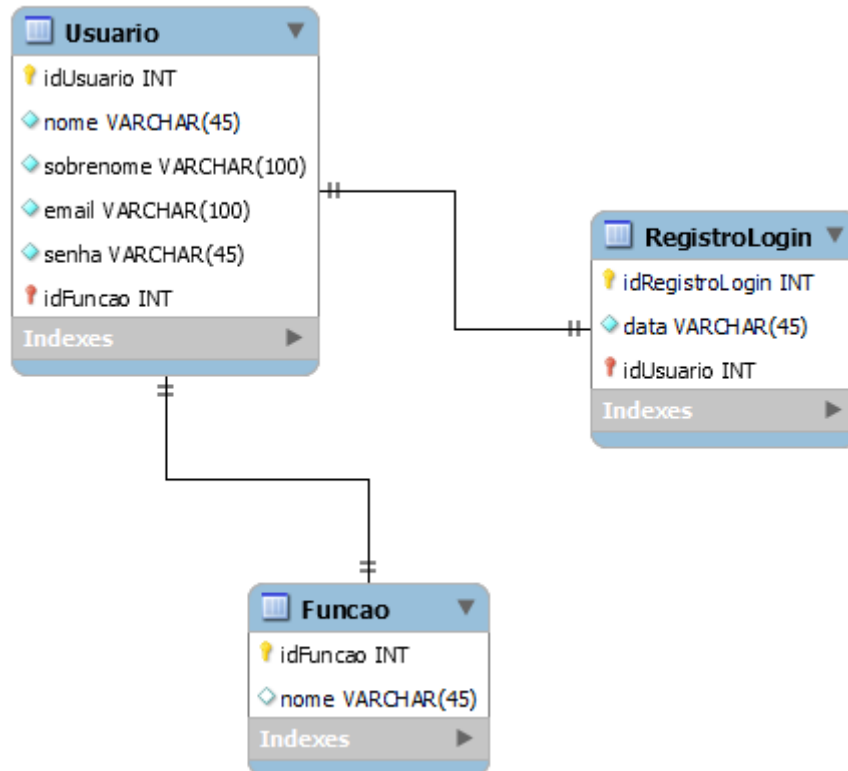 Usuario
idUsuario INT
nome VARCHAR(45)
sobrenome VARCHAR(100)
email VARCHAR(100)
senha VARCHAR(45)
idFuncao INT
Indexes
RegistroLogin
idRegistroLogin INT
data VARCHAR(45)
idUsuario INT
Indexes
Funcao
idFuncao INT
nome VARCHAR(45)
Indexes